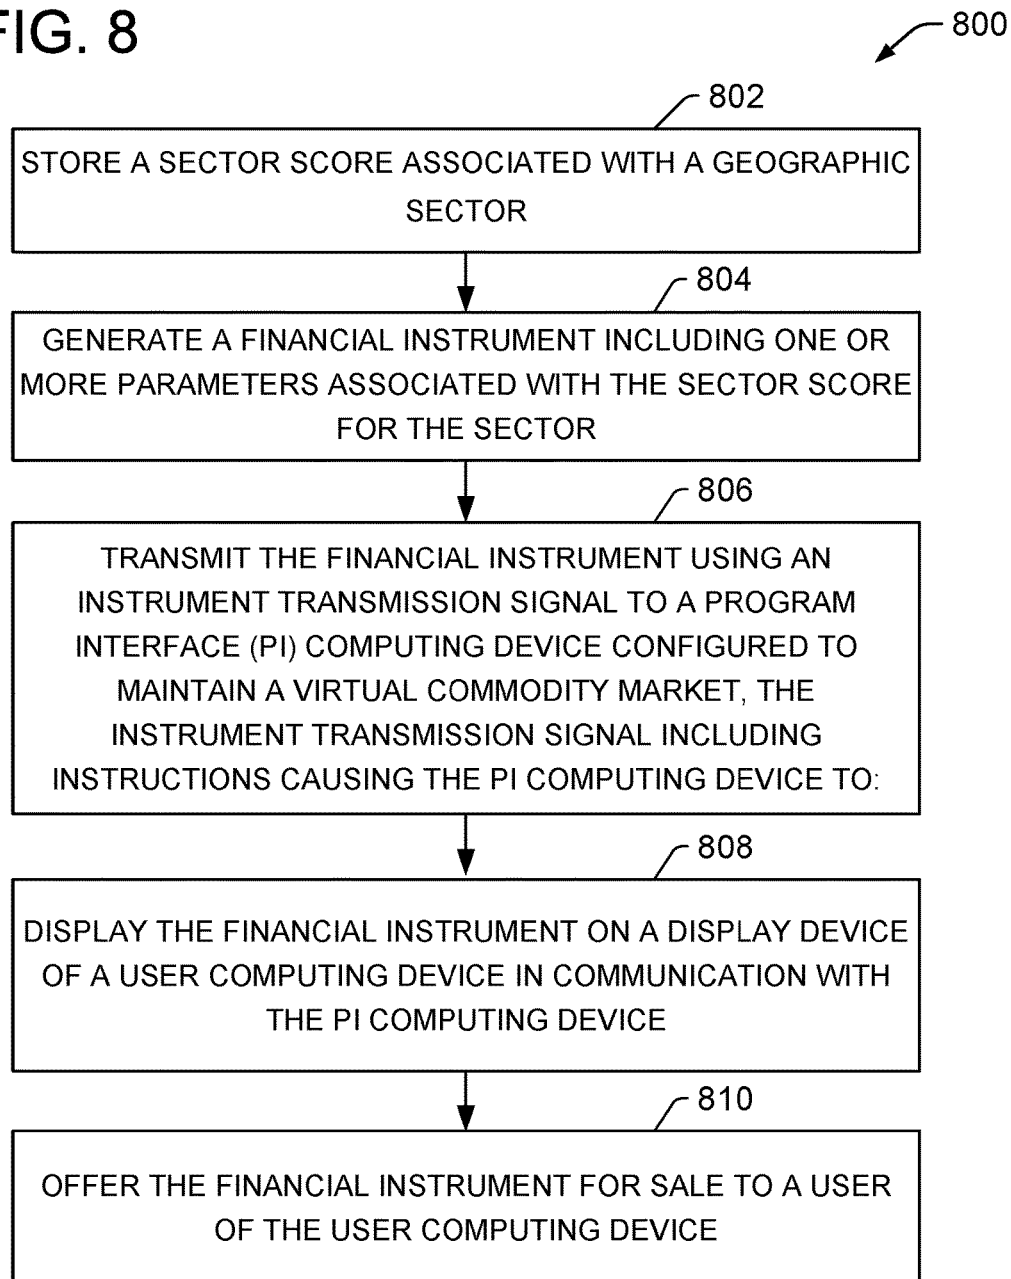 FIG. 8
800
802
STORE A SECTOR SCORE ASSOCIATED WITH A GEOGRAPHIC
SECTOR
804
GENERATE A FINANCIAL INSTRUMENT INCLUDING ONE OR
MORE PARAMETERS ASSOCIATED WITH THE SECTOR SCORE
FOR THE SECTOR
806
TRANSMIT THE FINANCIAL INSTRUMENT USING AN
INSTRUMENT TRANSMISSION SIGNAL TO A PROGRAM
INTERFACE (PI) COMPUTING DEVICE CONFIGURED TO
MAINTAIN A VIRTUAL COMMODITY MARKET, THE
INSTRUMENT TRANSMISSION SIGNAL INCLUDING
INSTRUCTIONS CAUSING THE PI COMPUTING DEVICE TO:
808
DISPLAY THE FINANCIAL INSTRUMENT ON A DISPLAY DEVICE
OF A USER COMPUTING DEVICE IN COMMUNICATION WITH
THE PI COMPUTING DEVICE
810
OFFER THE FINANCIAL INSTRUMENT FOR SALE TO A USER
OF THE USER COMPUTING DEVICE